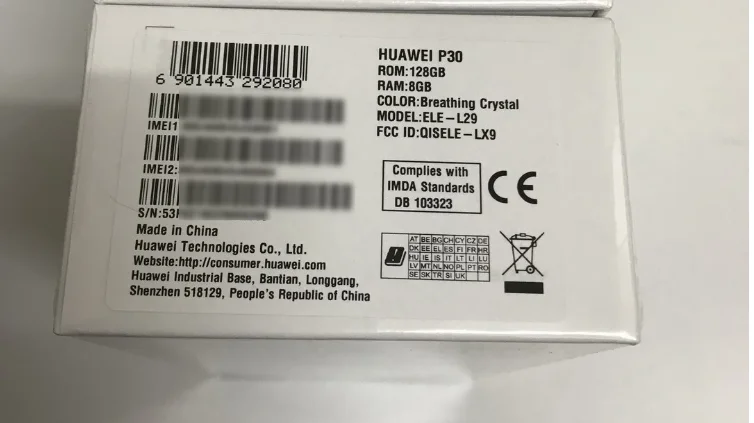 6 901443 292080
IMEI1
IMEI2:
S/N:53
Made in China
Huawei Technologies Co., Ltd.
Website:http://consumer.huawei.com
Huawei Industrial Base, Bantian, Longgang,
Shenzhen 518129, People's Republic of China
HUAWEI P30
ROM:128GB
RAM:8GB
COLOR:Breathing Crystal
MODEL:ELE-L29
FCC ID:QISELE-LX9
Complies with
IMDA Standards
DB 103323
CE
AT BE BG CH CY CZ DE
DK EE EL ES FI FR HR
HU IE IS IT LT LI LU
LV MT NL NO PL PT RO
SE SK TR SI UK